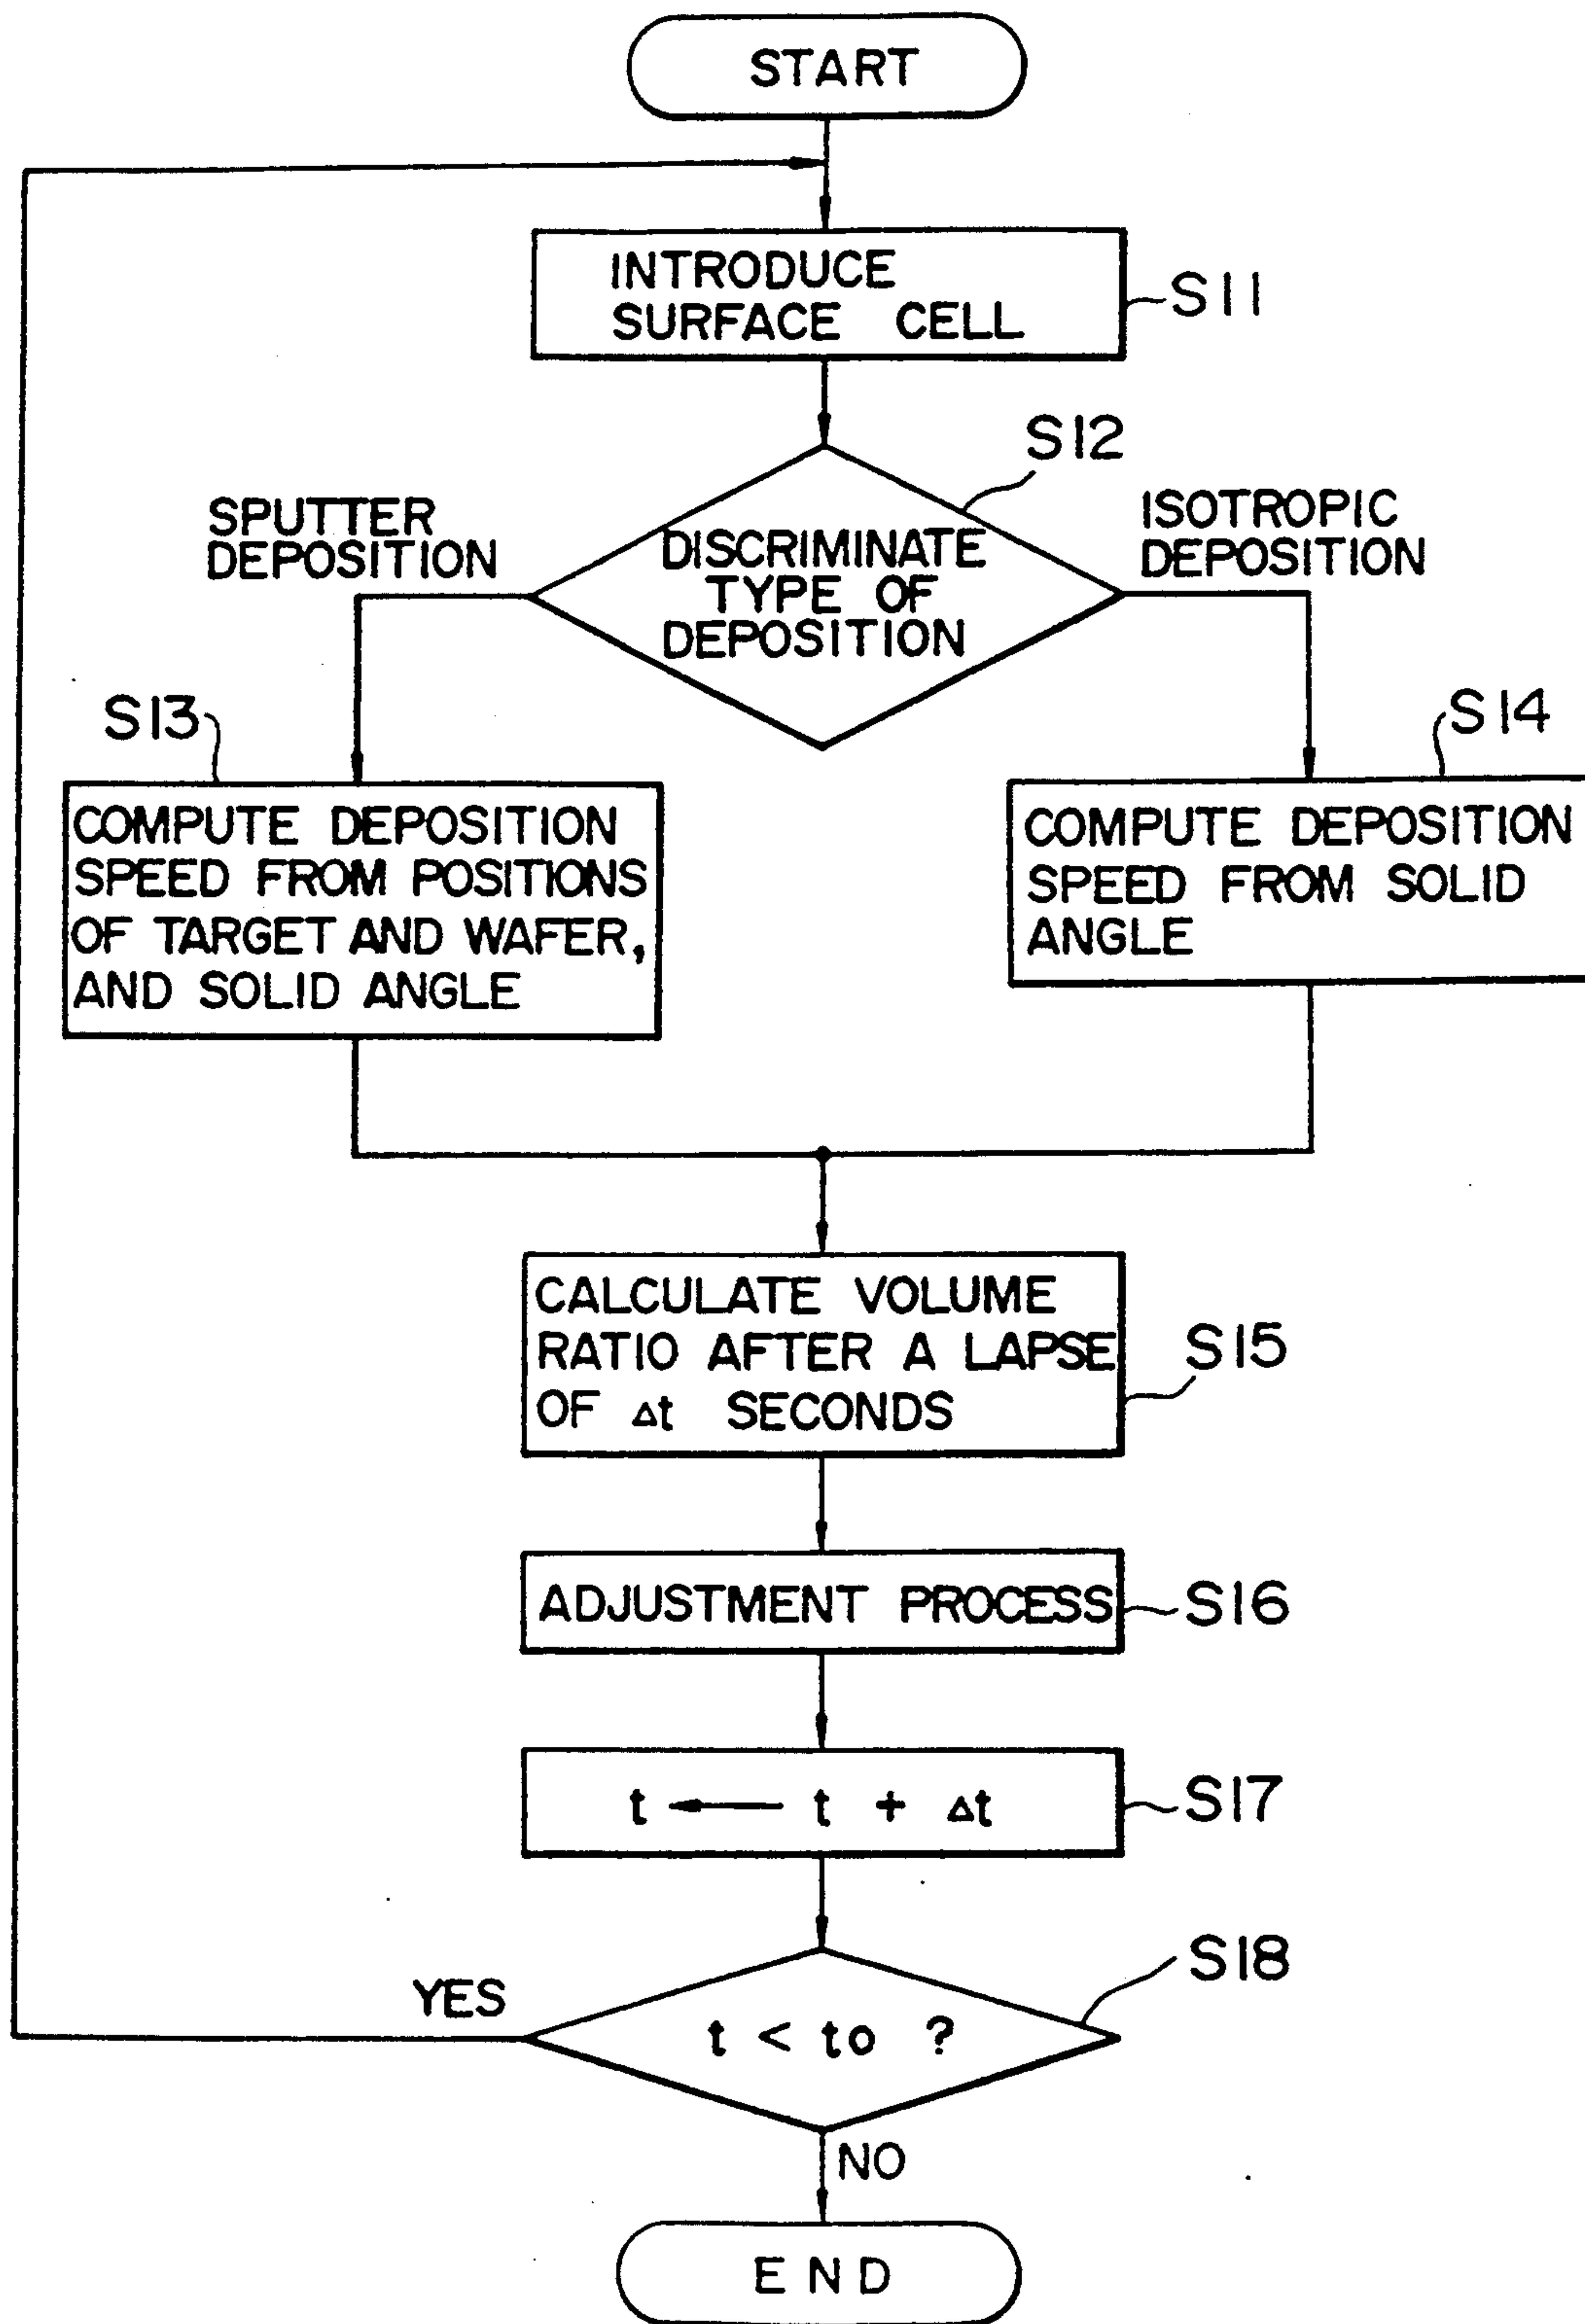 START
INTRODUCE
SURFACE CELL
S11
S12
SPUTTER
DEPOSITION
DISCRIMINATE
TYPE OF
DEPOSITION
ISOTROPIC
DEPOSITION
S13
S14
COMPUTE DEPOSITION
SPEED FROM POSITIONS
OF TARGET AND WAFER,
AND SOLID ANGLE
COMPUTE DEPOSITION
SPEED FROM SOLID
ANGLE
CALCULATE VOLUME
RATIO AFTER A LAPSE
OF Δt SECONDS
S15
ADJUSTMENT PROCESS
S16
t ← t + Δt
S17
S18
YES
t < to ?
NO
END